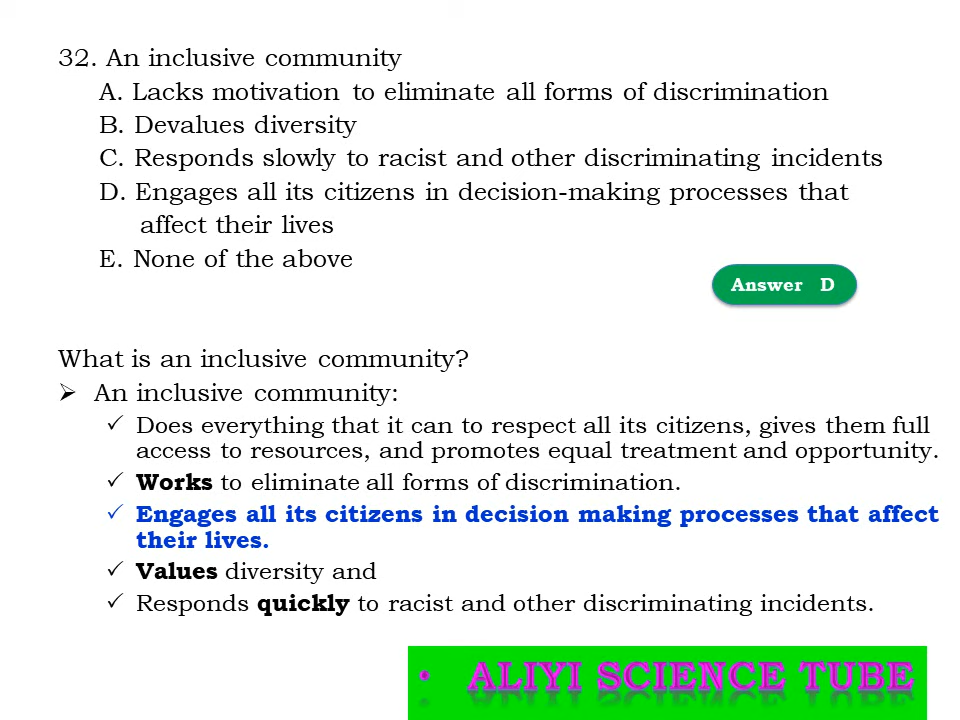 32. An inclusive community
A. Lacks motivation to eliminate all forms of discrimination
B. Devalues diversity
C. Responds slowly to racist and other discriminating incidents
D. Engages all its citizens in decision-making processes that
affect their lives
E. None of the above
Answer D
What is an inclusive community?
➢ An inclusive community:
✓ Does everything that it can to respect all its citizens, gives them full
access to resources, and promotes equal treatment and opportunity.
✓ Works to eliminate all forms of discrimination.
✓ Engages all its citizens in decision making processes that affect
their lives.
✓ Values diversity and
✓ Responds quickly to racist and other discriminating incidents.
• ALIYI SCIENCE TUBE